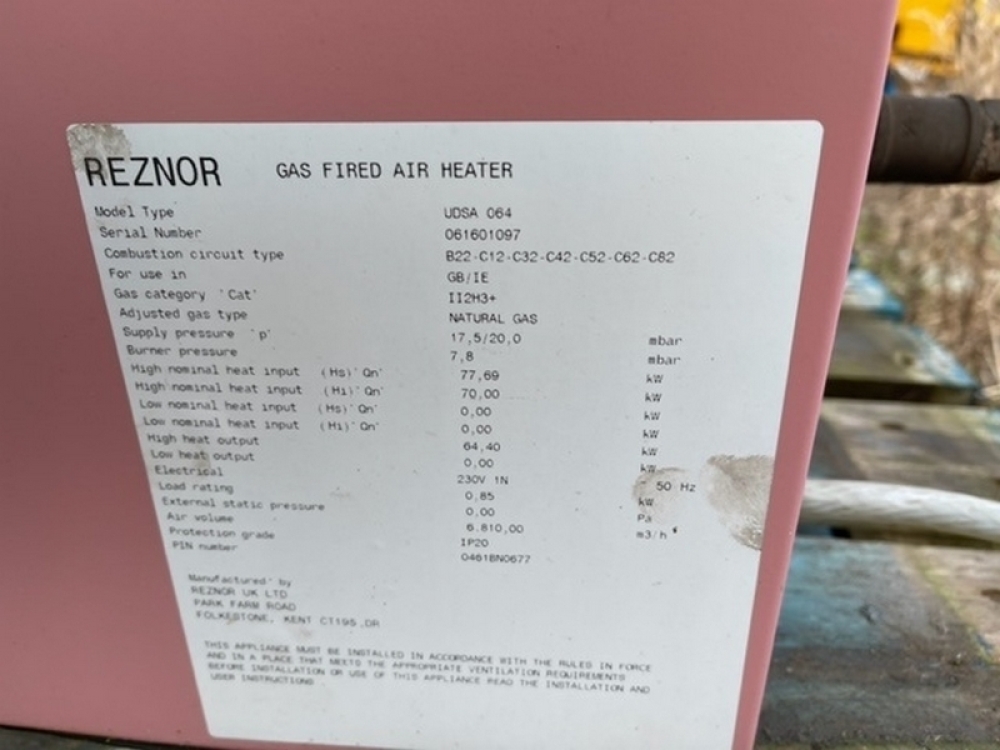 REZNOR GAS FIRED AIR HEATER
Model Type UDSA 064
Serial Number 061601097
Combustion circuit type B22-C12-C32-C42-C52-C62-C82
For use in GB/IE
Gas category 'Cat' II2H3+
Adjusted gas type NATURAL GAS
Supply pressure 'p' 17,5/20,0 mbar
Burner pressure 7,8 mbar
High nominal heat input (Hs)'Qn' 77,69 kW
High nominal heat input (Hi)'Qn' 70,00 kW
Low nominal heat input (Hs)'Qn' 0,00 kW
Low nominal heat input (Hi)'Qn' 0,00 kW
High heat output 64,40 kW
Low heat output 0,00 kW
Electrical 230V 1N 50 Hz
Load rating 0,85 kW
External static pressure 0,00 Pa
Air volume 6.810,00 m3/h
Protection grade IP20
PIN number 0461BN0677
Manufactured by
REZNOR UK LTD
PARK FARM ROAD
FOLKESTONE, KENT CT195 DR
THIS APPLIANCE MUST BE INSTALLED IN ACCORDANCE WITH THE RULES IN FORCE
AND IN A PLACE THAT MEETS THE APPROPRIATE VENTILATION REQUIREMENTS
BEFORE INSTALLATION OR USE OF THIS APPLIANCE READ THE INSTALLATION AND
USER INSTRUCTIONS